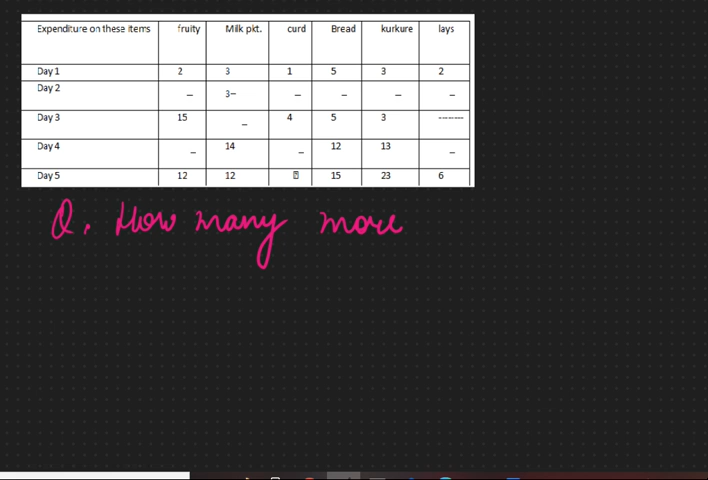 Expenditure on these items fruity Milk pkt. curd Bread kurkure lays
Day 1 2 3 1 5 3 2
Day 2 – 3– – – – –
Day 3 15 – 4 5 3 --------
Day 4 – 14 – 12 13 –
Day 5 12 12 15 23 6
Q. How many more